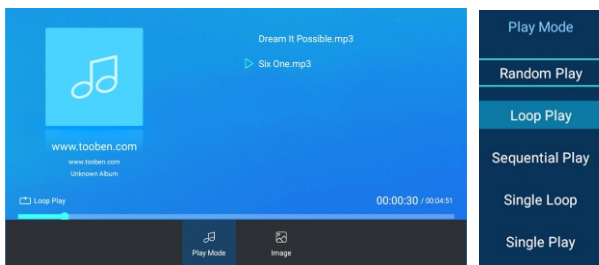 Dream It Possible.mp3
Six One.mp3
www.tooben.com
www.tooben.com
Unknown Album
Loop Play
00:00:30 / 00:04:51
Play Mode
Image
Play Mode
Random Play
Loop Play
Sequential Play
Single Loop
Single Play